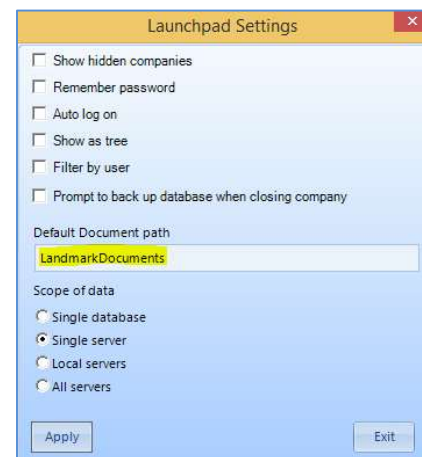 Launchpad Settings
Show hidden companies
Remember password
Auto log on
Show as tree
Filter by user
Prompt to back up database when closing company
Default Document path
LandmarkDocuments
Scope of data
Single database
Single server
Local servers
All servers
Apply Exit